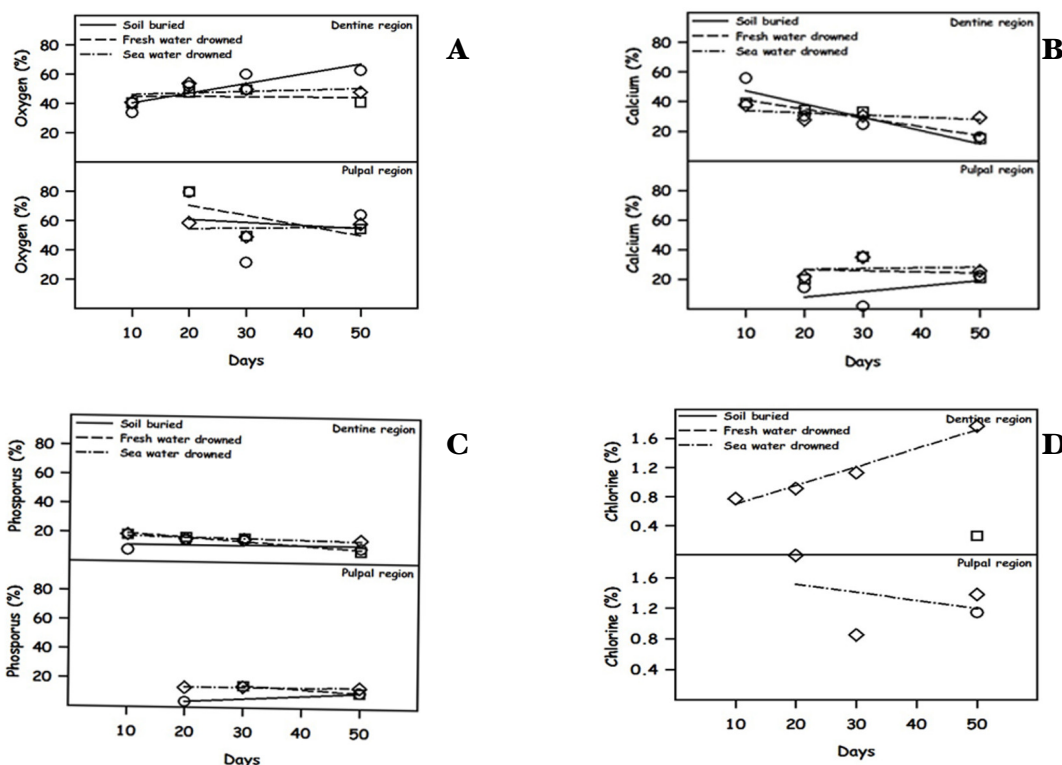 A
Soil buried
Fresh water drowned
Sea water drowned
Dentine region
Oxygen (%)
80
60
40
20
Pulpal region
Oxygen (%)
80
60
40
20
10 20 30 40 50
Days
B
Soil buried
Fresh water drowned
Sea water drowned
Dentine region
Calcium (%)
80
60
40
20
Pulpal region
Calcium (%)
80
60
40
20
10 20 30 40 50
Days
C
Soil buried
Fresh water drowned
Sea water drowned
Dentine region
Phosporus (%)
80
60
40
20
Pulpal region
Phosporus (%)
80
60
40
20
10 20 30 40 50
Days
D
Soil buried
Fresh water drowned
Sea water drowned
Dentine region
Chlorine (%)
1.6
1.2
0.8
0.4
Pulpal region
Chlorine (%)
1.6
1.2
0.8
0.4
10 20 30 40 50
Days